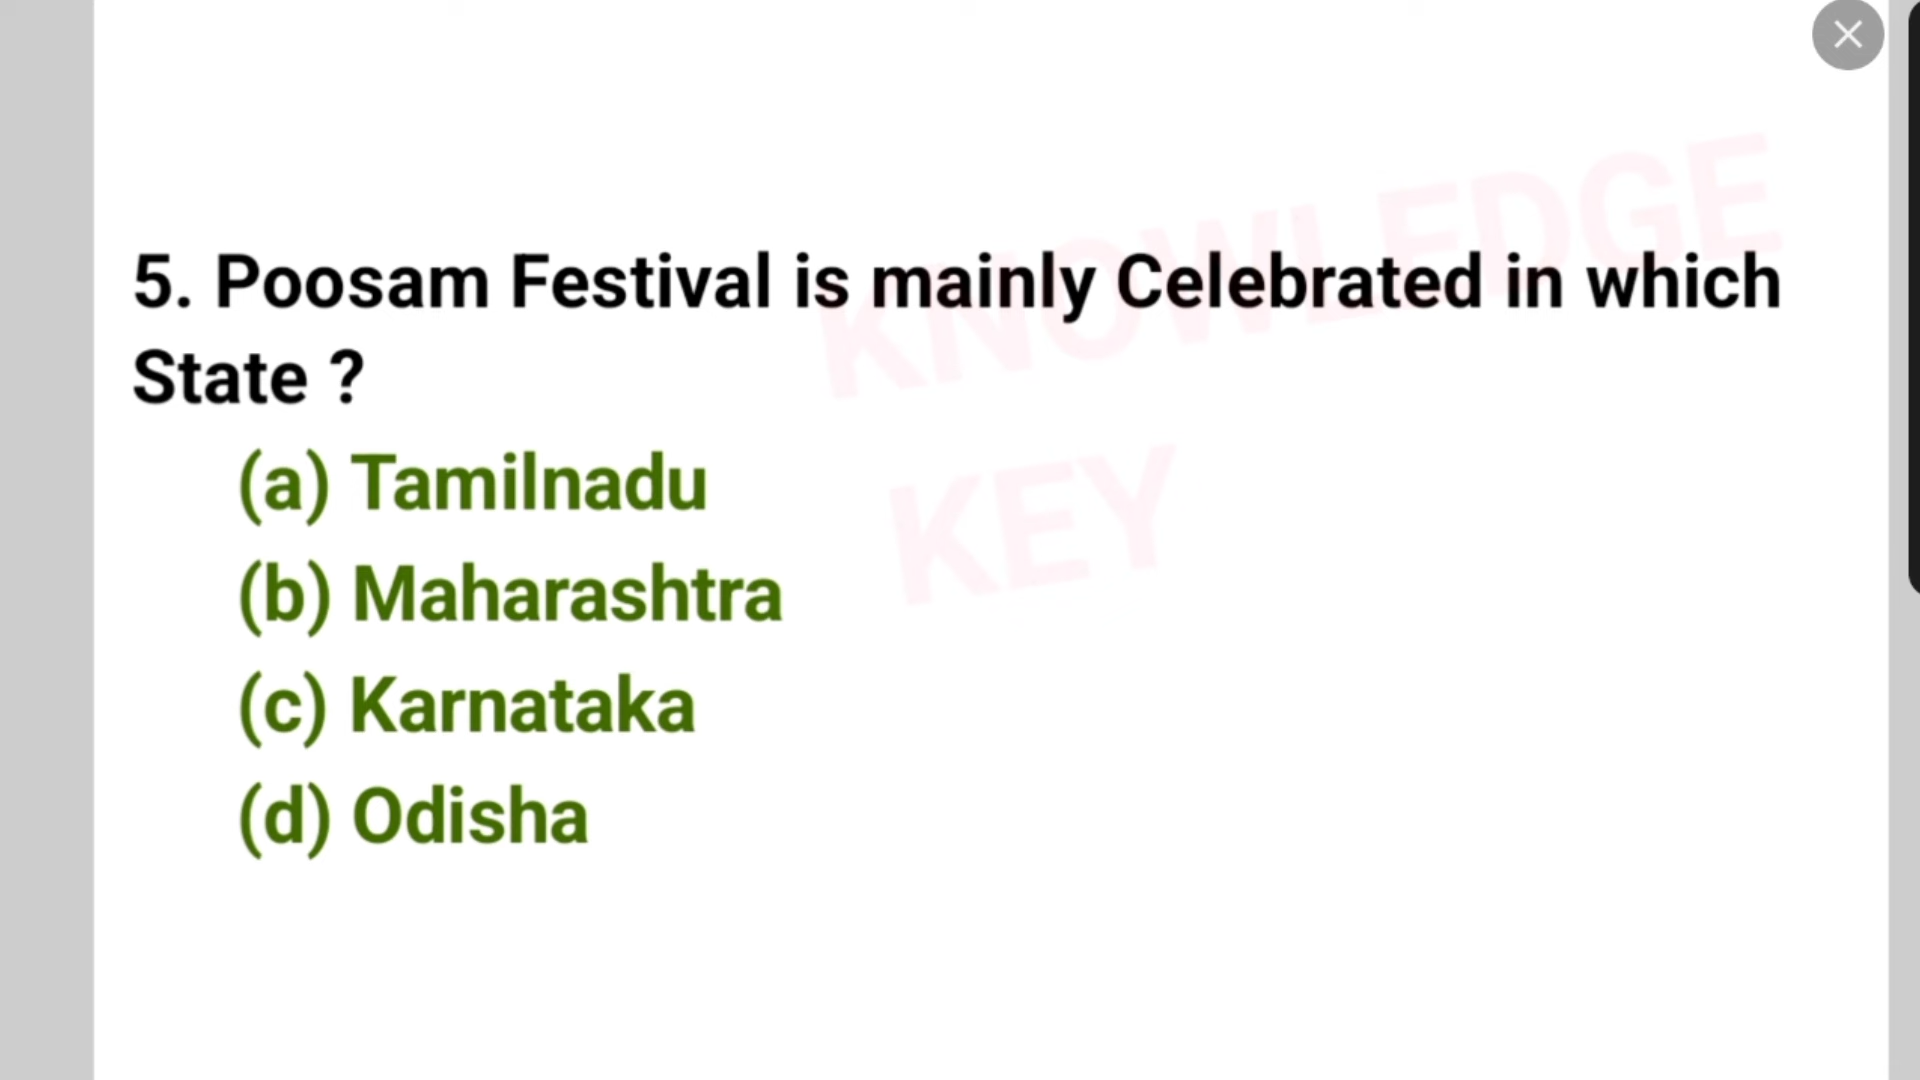 KNOWLEDGE
5. Poosam Festival is mainly Celebrated in which
State ?
KEY
(a) Tamilnadu
(b) Maharashtra
(c) Karnataka
(d) Odisha